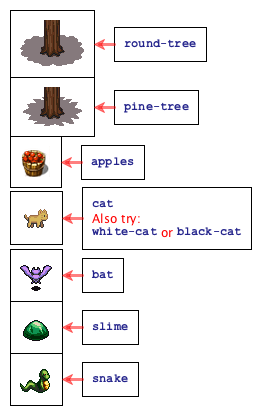 round-tree
pine-tree
apples
cat
Also try:
white-cat or black-cat
bat
slime
snake